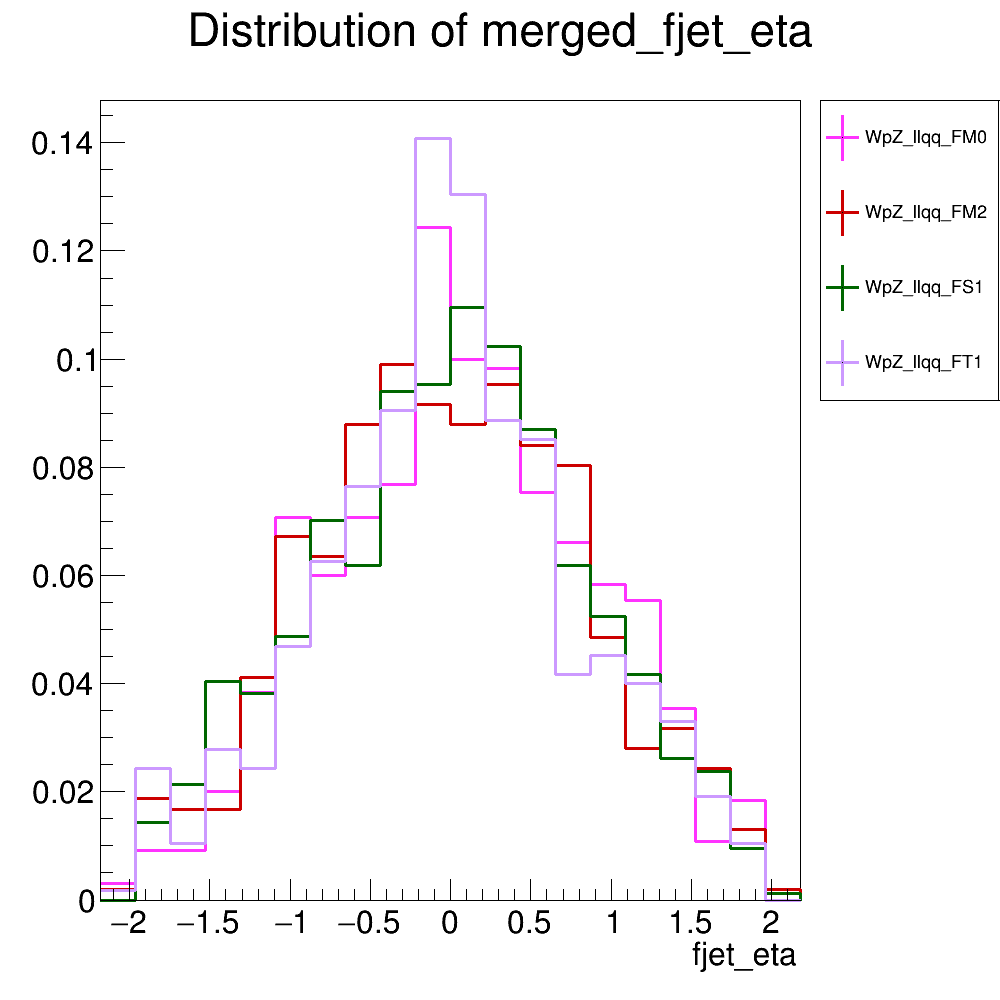 Distribution of merged_fjet_eta
0.14
0.12
0.1
0.08
0.06
0.04
0.02
0
−2 −1.5 −1 −0.5 0 0.5 1 1.5 2
fjet_eta
WpZ_llqq_FM0
WpZ_llqq_FM2
WpZ_llqq_FS1
WpZ_llqq_FT1